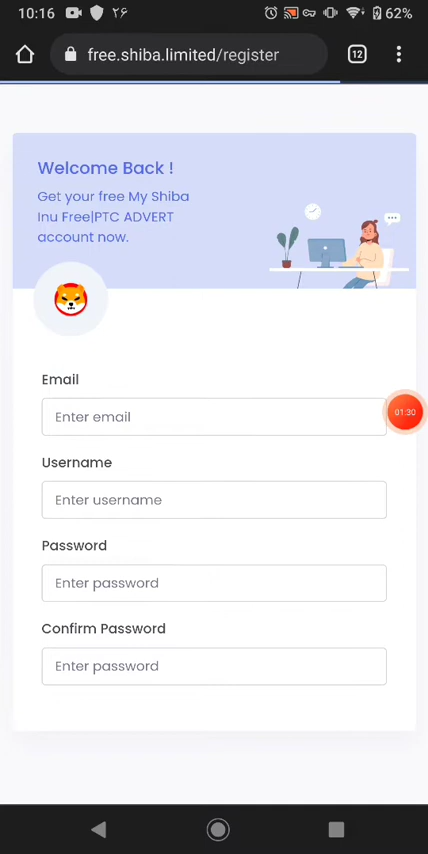 10:16 ۲۶ 62%
free.shiba.limited/register 12
Welcome Back !
Get your free My Shiba
Inu Free|PTC ADVERT
account now.
Email
Enter email
01:30
Username
Enter username
Password
Enter password
Confirm Password
Enter password